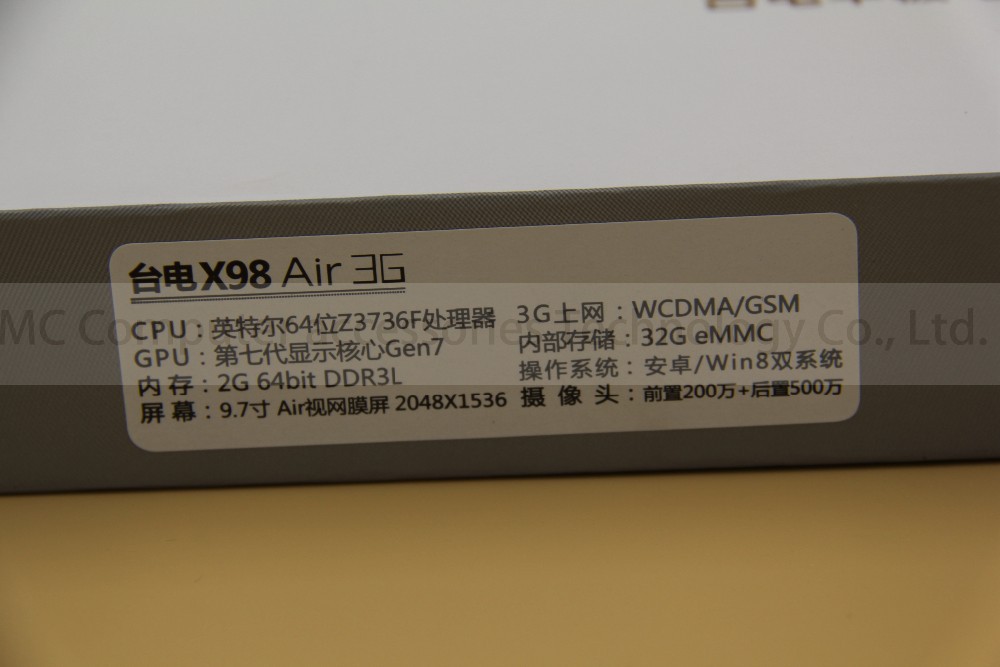 台电X98 Air 3G
CPU：英特尔64位Z3736F处理器
GPU：第七代显示核心Gen7
内存：2G 64bit DDR3L
屏幕：9.7寸 Air视网膜屏 2048X1536
3G上网：WCDMA/GSM
内部存储：32G eMMC
操作系统：安卓/Win8双系统
摄像头：前置200万+后置500万
MC Computer Accessories Technology Co., Ltd.